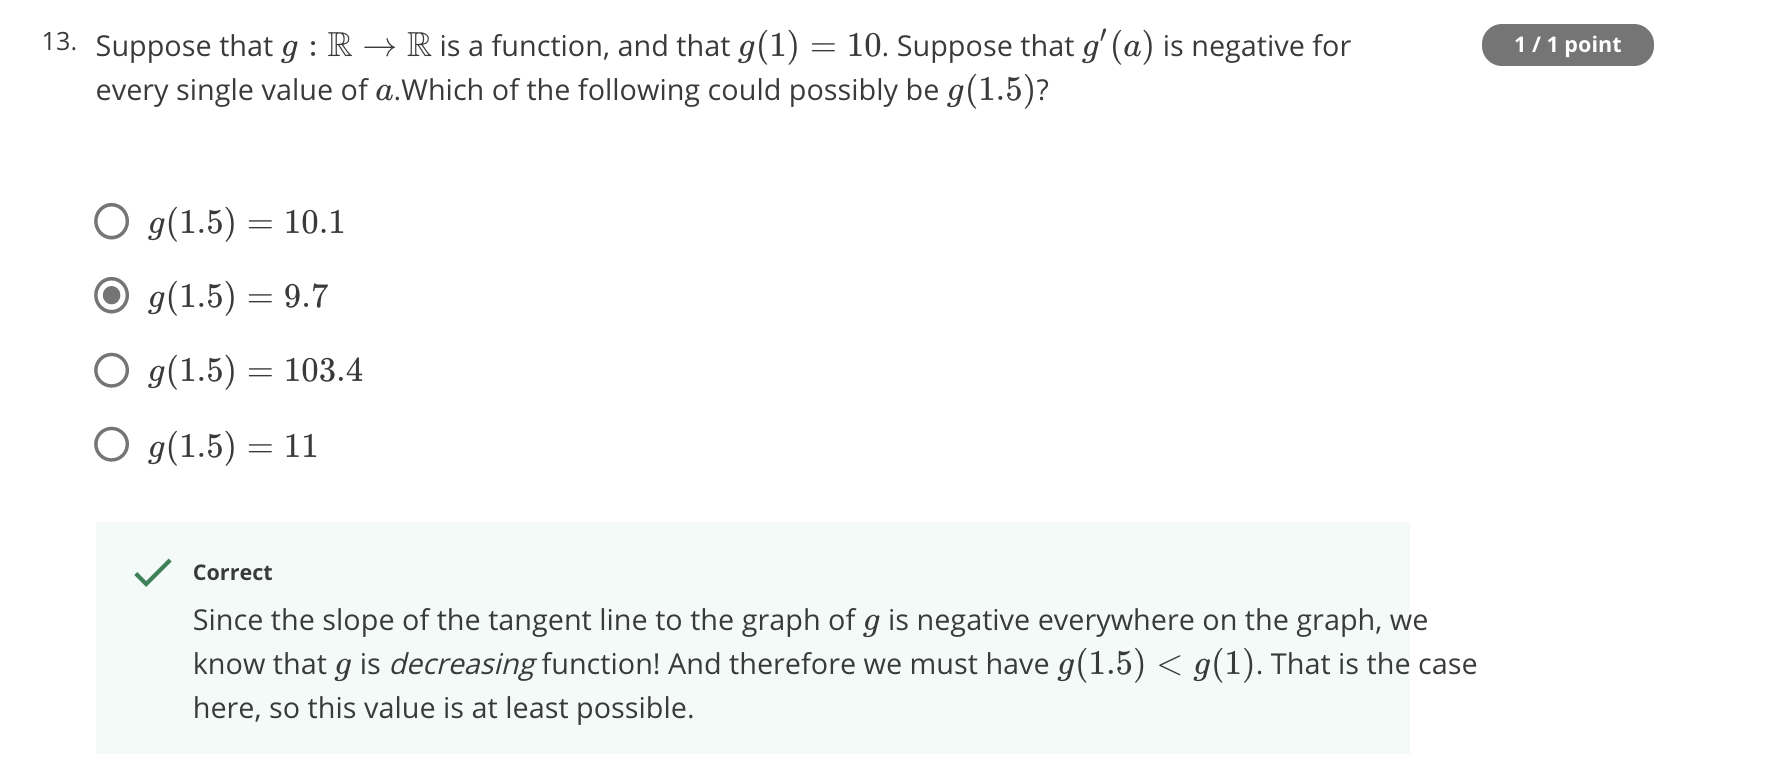 13. Suppose that g : ℝ → ℝ is a function, and that g(1) = 10. Suppose that g′(a) is negative for
1 / 1 point
every single value of a.Which of the following could possibly be g(1.5)?
g(1.5) = 10.1
g(1.5) = 9.7
g(1.5) = 103.4
g(1.5) = 11
Correct
Since the slope of the tangent line to the graph of g is negative everywhere on the graph, we
know that g is decreasing function! And therefore we must have g(1.5) < g(1). That is the case
here, so this value is at least possible.